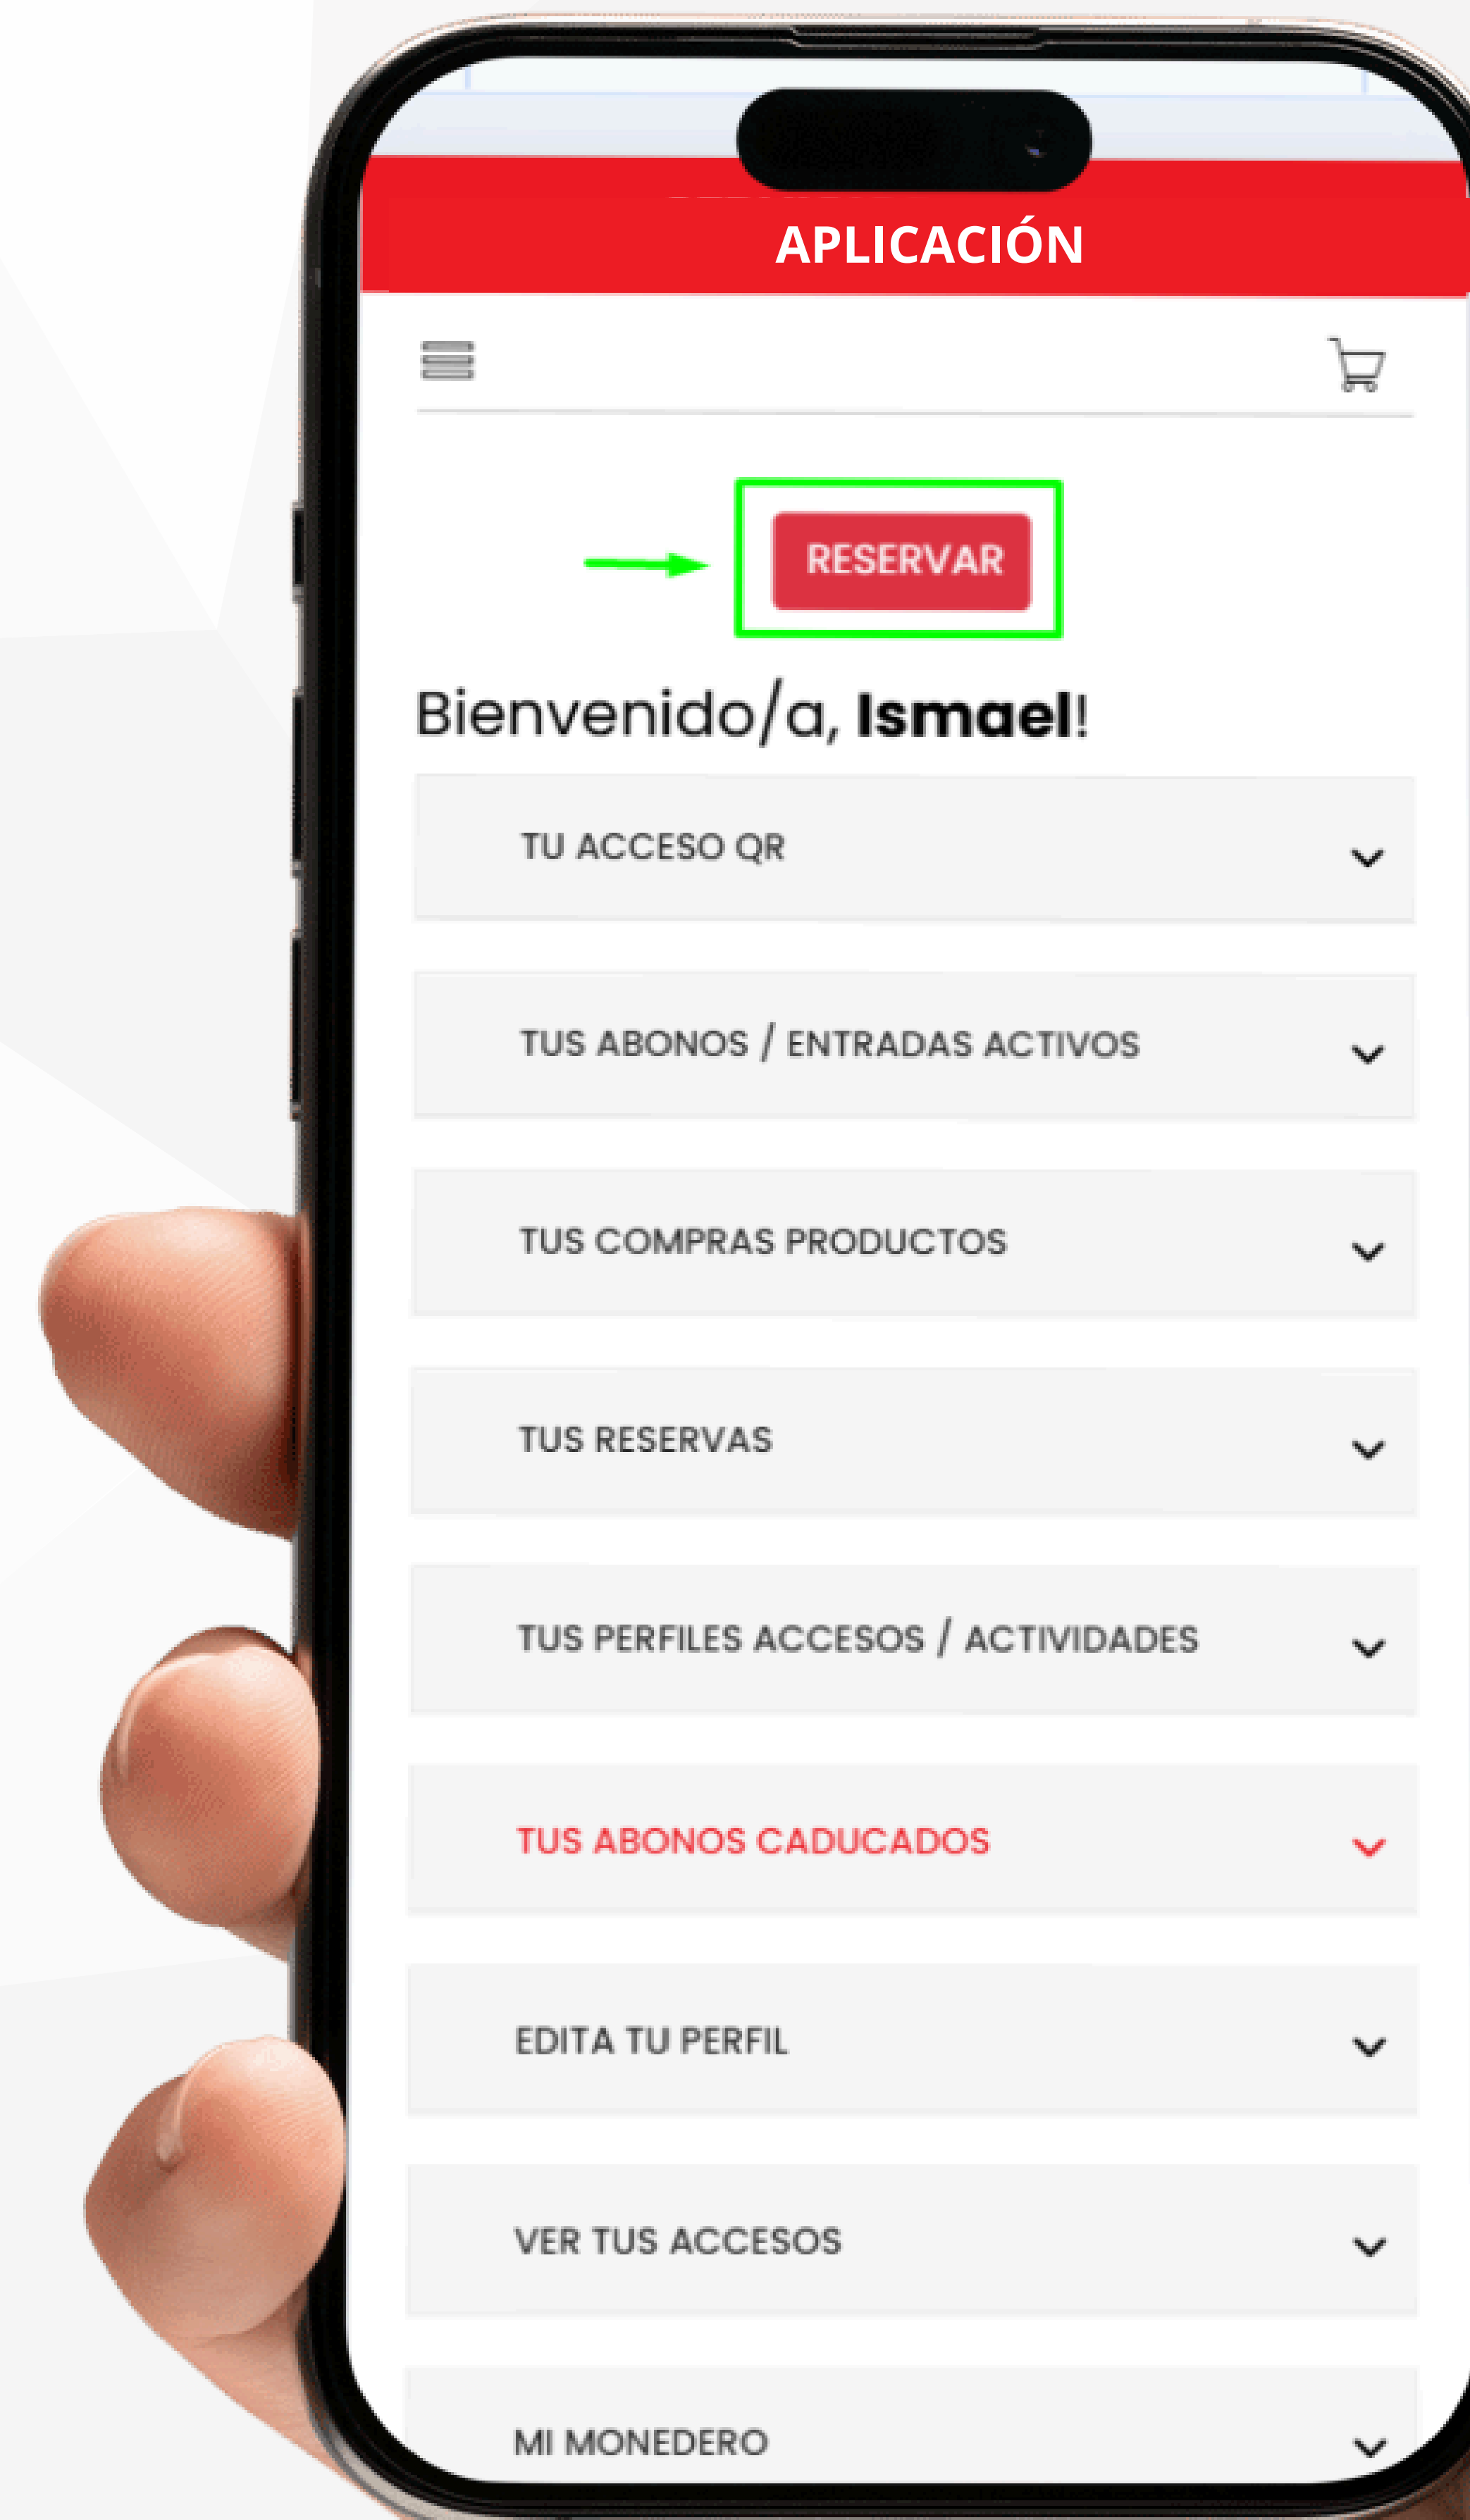 APLICACIÓN
RESERVAR
Bienvenido/a, Ismael!
TU ACCESO QR
TUS ABONOS / ENTRADAS ACTIVOS
TUS COMPRAS PRODUCTOS
TUS RESERVAS
TUS PERFILES ACCESOS / ACTIVIDADES
TUS ABONOS CADUCADOS
EDITA TU PERFIL
VER TUS ACCESOS
MI MONEDERO